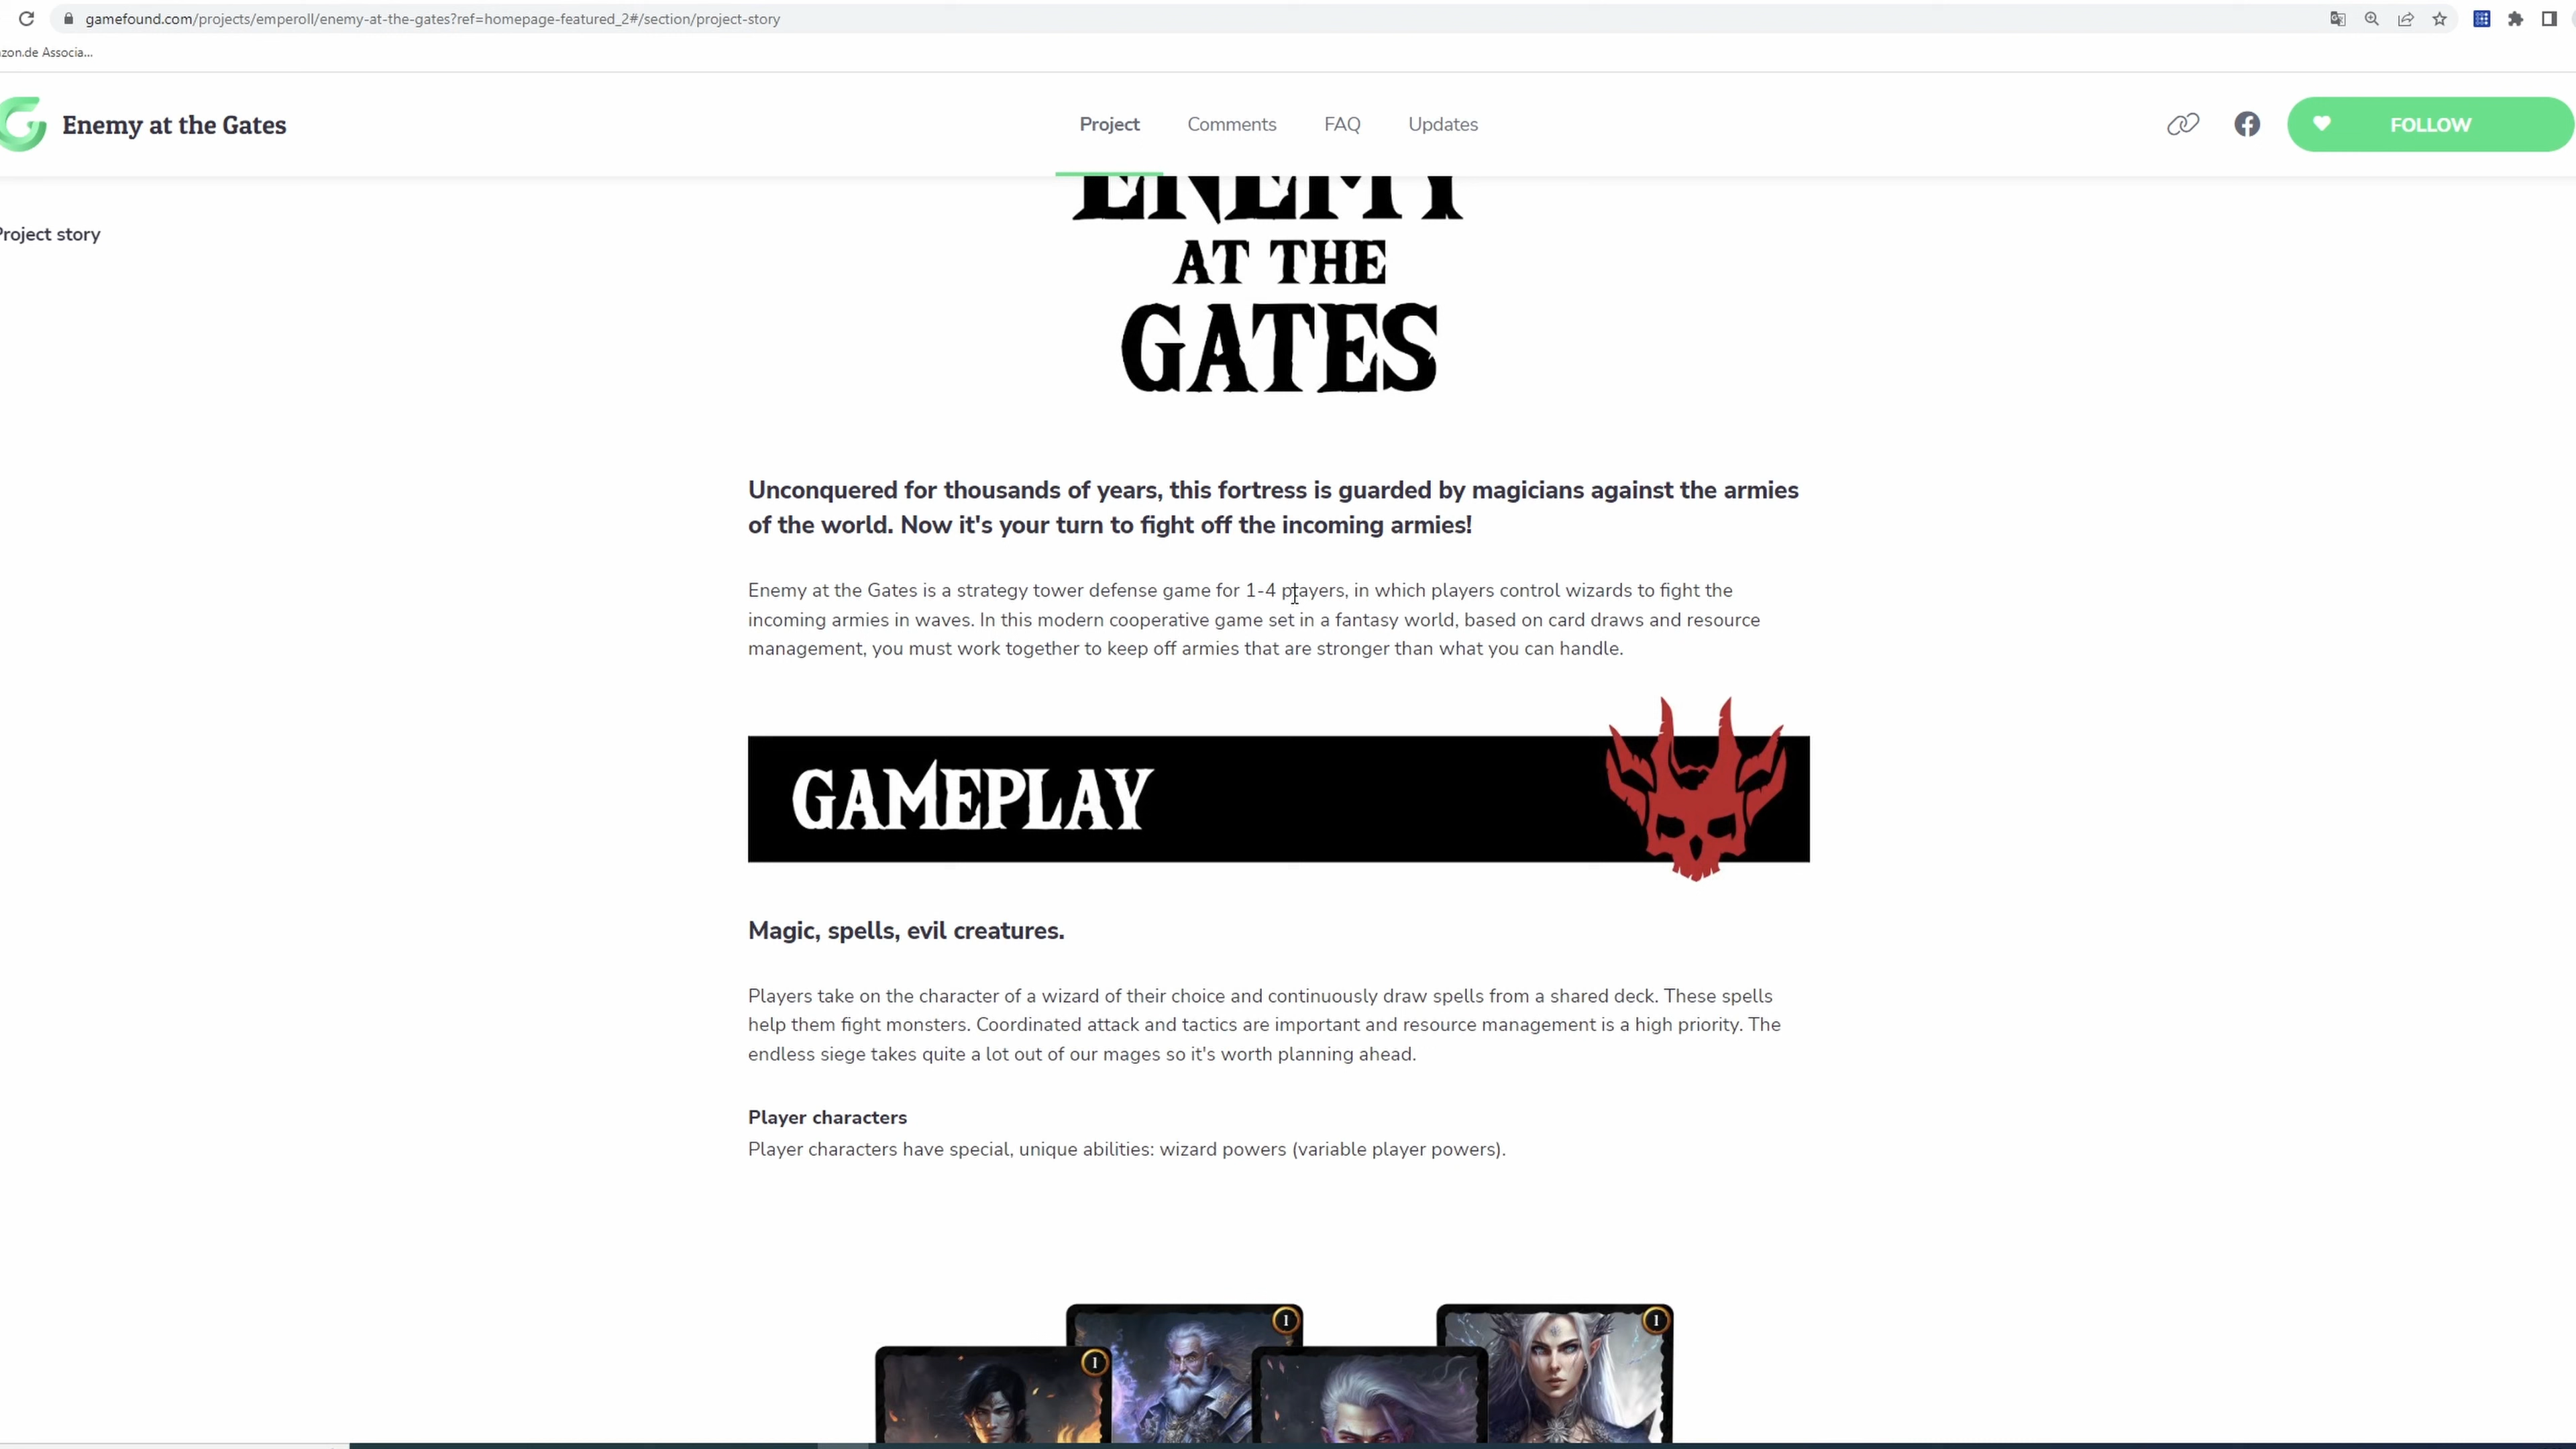 gamefound.com/projects/emperoll/enemy-at-the-gates?ref=homepage-featured_2#/section/project-story
zon.de Associa...
Enemy at the Gates
Project
Comments
FAQ
Updates
FOLLOW
Project story
ENEMY
AT THE
GATES
Unconquered for thousands of years, this fortress is guarded by magicians against the armies
of the world. Now it's your turn to fight off the incoming armies!
Enemy at the Gates is a strategy tower defense game for 1-4 players, in which players control wizards to fight the
incoming armies in waves. In this modern cooperative game set in a fantasy world, based on card draws and resource
management, you must work together to keep off armies that are stronger than what you can handle.
GAMEPLAY
Magic, spells, evil creatures.
Players take on the character of a wizard of their choice and continuously draw spells from a shared deck. These spells
help them fight monsters. Coordinated attack and tactics are important and resource management is a high priority. The
endless siege takes quite a lot out of our mages so it's worth planning ahead.
Player characters
Player characters have special, unique abilities: wizard powers (variable player powers).
1
1
1